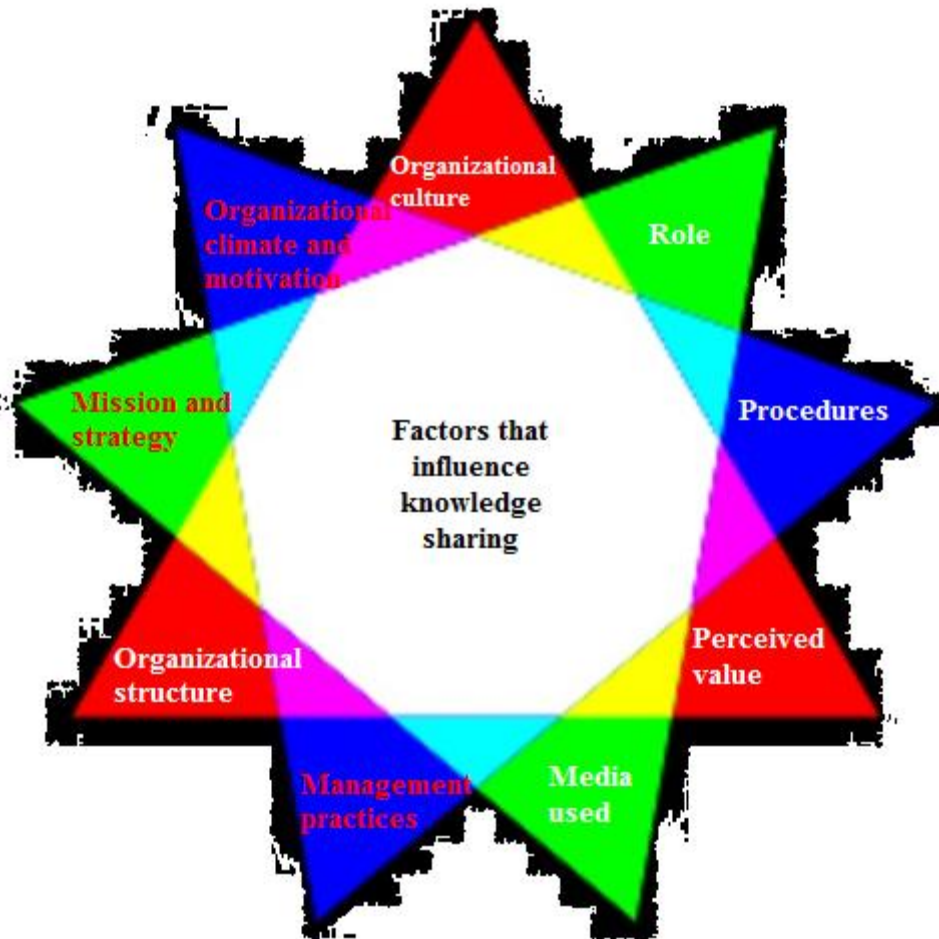 Organizational
culture
Role
Procedures
Perceived
value
Media
used
Management
practices
Organizational
structure
Mission and
strategy
Organizational
climate and
motivation
Factors that
influence
knowledge
sharing